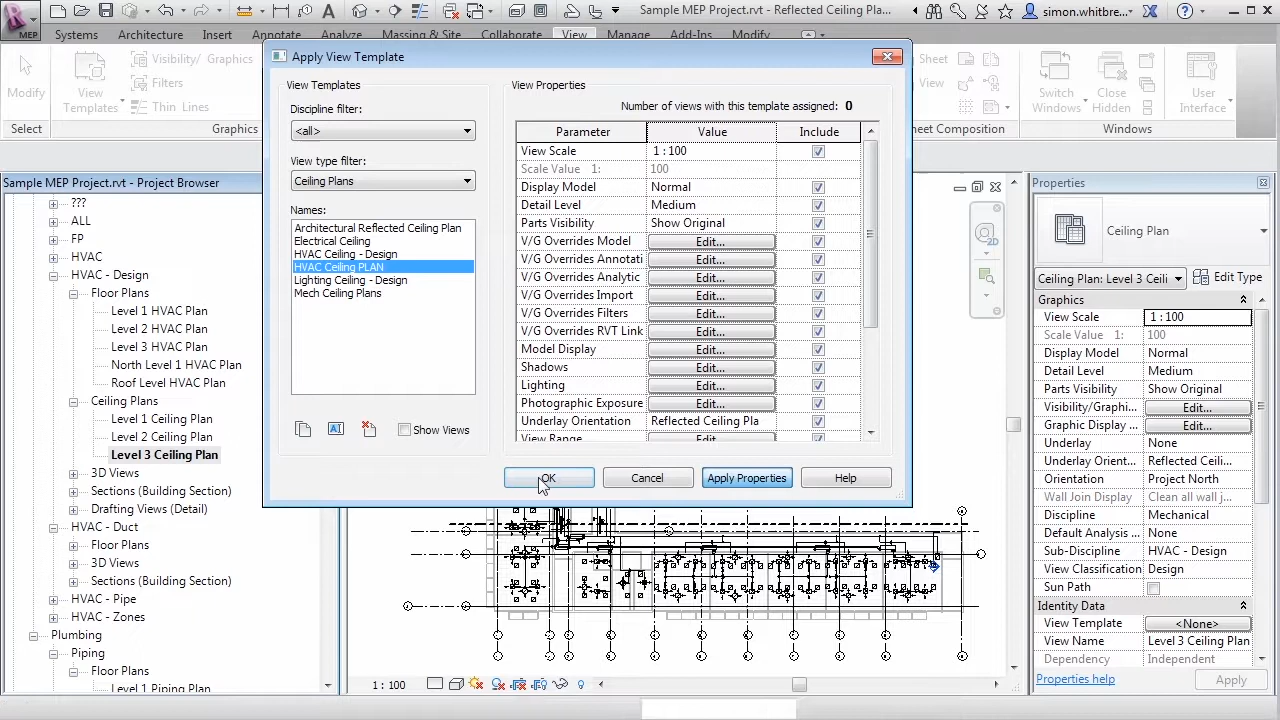 Sample MEP Project.rvt - Reflected Ceiling Pla...
simon.whitbre...
MEP
Systems
Architecture
Insert
Annotate
Analyze
Massing & Site
Collaborate
View
Manage
Add-Ins
Modify
Modify
View
Templates
Visibility/ Graphics
Filters
Thin Lines
Sheet
View
Switch
Windows
Close
Hidden
User
Interface
Select
Graphics
Sheet Composition
Windows
Sample MEP Project.rvt - Project Browser
???
ALL
FP
HVAC
HVAC - Design
Floor Plans
Level 1 HVAC Plan
Level 2 HVAC Plan
Level 3 HVAC Plan
North Level 1 HVAC Plan
Roof Level HVAC Plan
Ceiling Plans
Level 1 Ceiling Plan
Level 2 Ceiling Plan
Level 3 Ceiling Plan
3D Views
Sections (Building Section)
Drafting Views (Detail)
HVAC - Duct
Floor Plans
3D Views
Sections (Building Section)
HVAC - Pipe
HVAC - Zones
Plumbing
Piping
Floor Plans
Level 1 Piping Plan
Apply View Template
View Templates
Discipline filter:
<all>
View type filter:
Ceiling Plans
Names:
Architectural Reflected Ceiling Plan
Electrical Ceiling
HVAC Ceiling - Design
HVAC Ceiling PLAN
Lighting Ceiling - Design
Mech Ceiling Plans
AI
Show Views
View Properties
Number of views with this template assigned: 0
Parameter Value Include
View Scale 1 : 100
Scale Value 1: 100
Display Model Normal
Detail Level Medium
Parts Visibility Show Original
V/G Overrides Model Edit...
V/G Overrides Annotati Edit...
V/G Overrides Analytic Edit...
V/G Overrides Import Edit...
V/G Overrides Filters Edit...
V/G Overrides RVT Link Edit...
Model Display Edit...
Shadows Edit...
Lighting Edit...
Photographic Exposure Edit...
Underlay Orientation Reflected Ceiling Pla
View Range Edit
OK
Cancel
Apply Properties
Help
2D
1 : 100
Properties
Ceiling Plan
Ceiling Plan: Level 3 Ceili
Edit Type
Graphics
View Scale 1 : 100
Scale Value 1: 100
Display Model Normal
Detail Level Medium
Parts Visibility Show Original
Visibility/Graphi... Edit...
Graphic Display ... Edit...
Underlay None
Underlay Orient... Reflected Ceili...
Orientation Project North
Wall Join Display Clean all wall j...
Discipline Mechanical
Default Analysis ... None
Sub-Discipline HVAC - Design
View Classification Design
Sun Path
Identity Data
View Template <None>
View Name Level 3 Ceiling Plan
Dependency Independent
Properties help
Apply